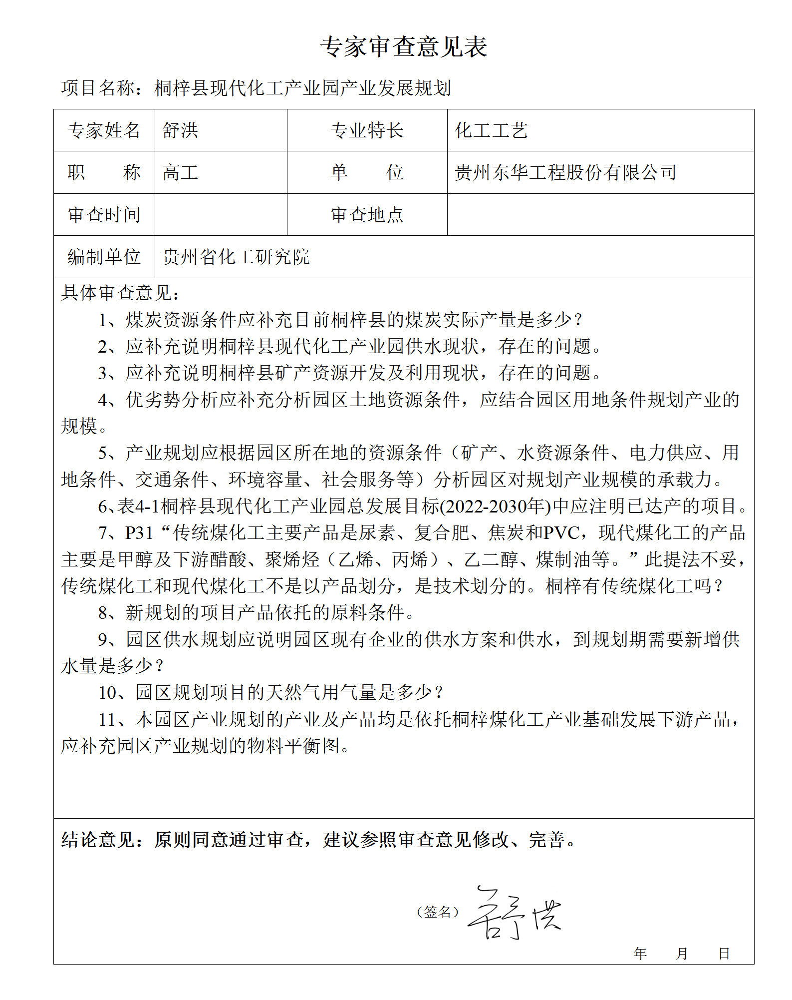 专家审查意见表
项目名称：桐梓县现代化工产业园产业发展规划
专家姓名 舒洪 专业特长 化工工艺
职 称 高工 单 位 贵州东华工程股份有限公司
审查时间 审查地点
编制单位 贵州省化工研究院
具体审查意见：
1、煤炭资源条件应补充目前桐梓县的煤炭实际产量是多少？
2、应补充说明桐梓县现代化工产业园供水现状，存在的问题。
3、应补充说明桐梓县矿产资源开发及利用现状，存在的问题。
4、优劣势分析应补充分析园区土地资源条件，应结合园区用地条件规划产业的
规模。
5、产业规划应根据园区所在地的资源条件（矿产、水资源条件、电力供应、用
地条件、交通条件、环境容量、社会服务等）分析园区对规划产业规模的承载力。
6、表4-1桐梓县现代化工产业园总发展目标(2022-2030年)中应注明已达产的项目。
7、P31“传统煤化工主要产品是尿素、复合肥、焦炭和PVC，现代煤化工的产品
主要是甲醇及下游醋酸、聚烯烃（乙烯、丙烯）、乙二醇、煤制油等。”此提法不妥，
传统煤化工和现代煤化工不是以产品划分，是技术划分的。桐梓有传统煤化工吗？
8、新规划的项目产品依托的原料条件。
9、园区供水规划应说明园区现有企业的供水方案和供水，到规划期需要新增供
水量是多少？
10、园区规划项目的天然气用气量是多少？
11、本园区产业规划的产业及产品均是依托桐梓煤化工产业基础发展下游产品，
应补充园区产业规划的物料平衡图。
结论意见：原则同意通过审查，建议参照审查意见修改、完善。
（签名）舒洪
年 月 日